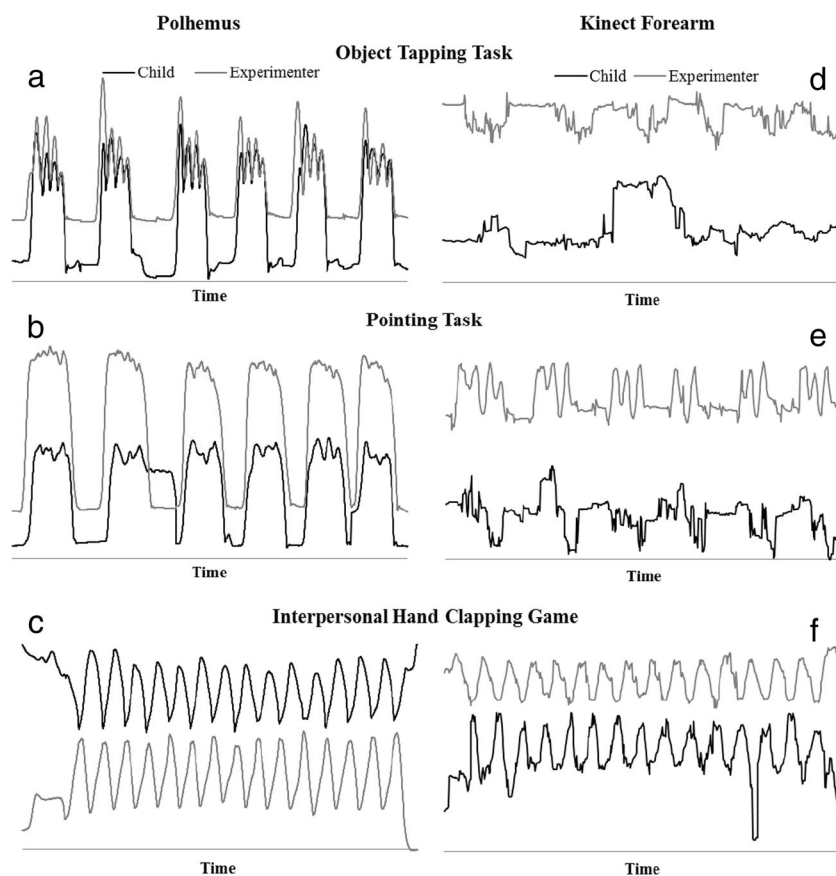 Polhemus
Kinect Forearm
Object Tapping Task
a
Child
Experimenter
d
Child
Experimenter
Time
Time
Pointing Task
b
e
Time
Time
Interpersonal Hand Clapping Game
c
f
Time
Time